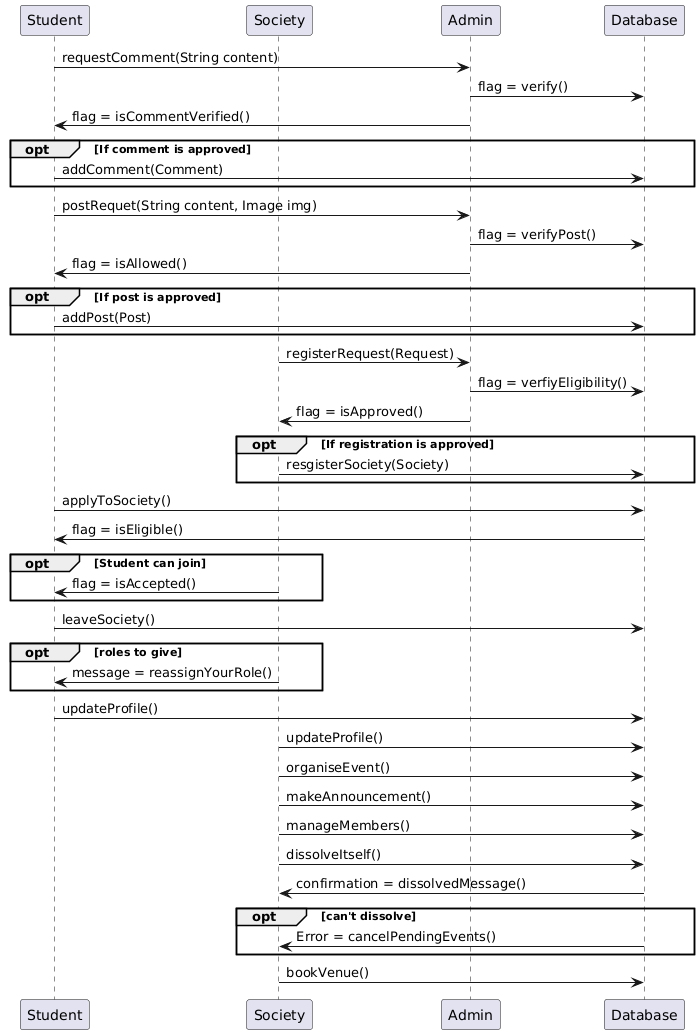 Student Society Admin Database
requestComment(String content)
flag = verify()
flag = isCommentVerified()
opt [If comment is approved]
addComment(Comment)
postRequet(String content, Image img)
flag = verifyPost()
flag = isAllowed()
opt [If post is approved]
addPost(Post)
registerRequest(Request)
flag = verfiyEligibility()
flag = isApproved()
opt [If registration is approved]
resgisterSociety(Society)
applyToSociety()
flag = isEligible()
opt [Student can join]
flag = isAccepted()
leaveSociety()
opt [roles to give]
message = reassignYourRole()
updateProfile()
updateProfile()
organiseEvent()
makeAnnouncement()
manageMembers()
dissolveItself()
confirmation = dissolvedMessage()
opt [can't dissolve]
Error = cancelPendingEvents()
bookVenue()
Student Society Admin Database